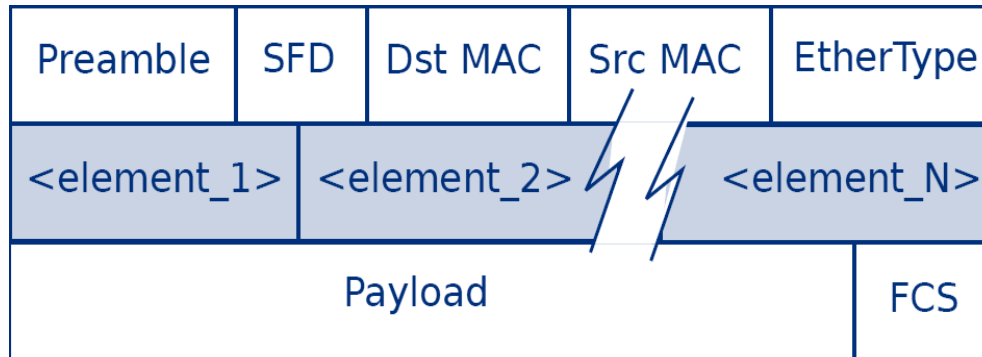 Preamble SFD Dst MAC Src MAC EtherType
<element_1> <element_2> <element_N>
Payload FCS